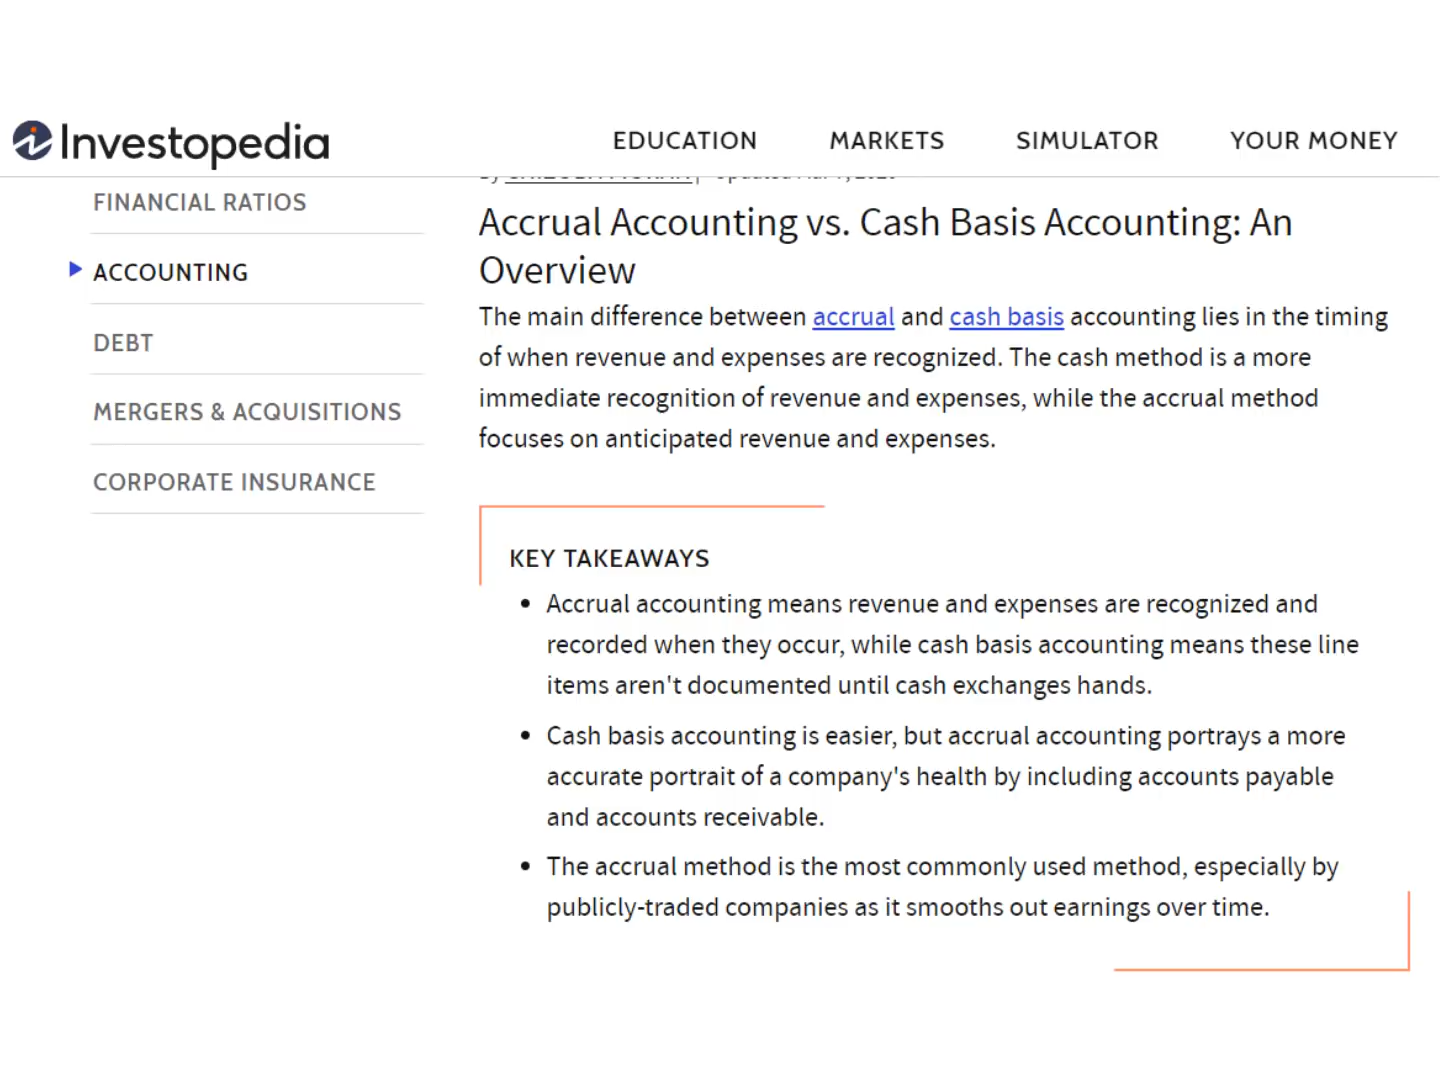 Investopedia
EDUCATION
MARKETS
SIMULATOR
YOUR MONEY
FINANCIAL RATIOS
ACCOUNTING
DEBT
MERGERS & ACQUISITIONS
CORPORATE INSURANCE
Accrual Accounting vs. Cash Basis Accounting: An
Overview
The main difference between accrual and cash basis accounting lies in the timing
of when revenue and expenses are recognized. The cash method is a more
immediate recognition of revenue and expenses, while the accrual method
focuses on anticipated revenue and expenses.
KEY TAKEAWAYS
• Accrual accounting means revenue and expenses are recognized and
recorded when they occur, while cash basis accounting means these line
items aren't documented until cash exchanges hands.
• Cash basis accounting is easier, but accrual accounting portrays a more
accurate portrait of a company's health by including accounts payable
and accounts receivable.
• The accrual method is the most commonly used method, especially by
publicly-traded companies as it smooths out earnings over time.